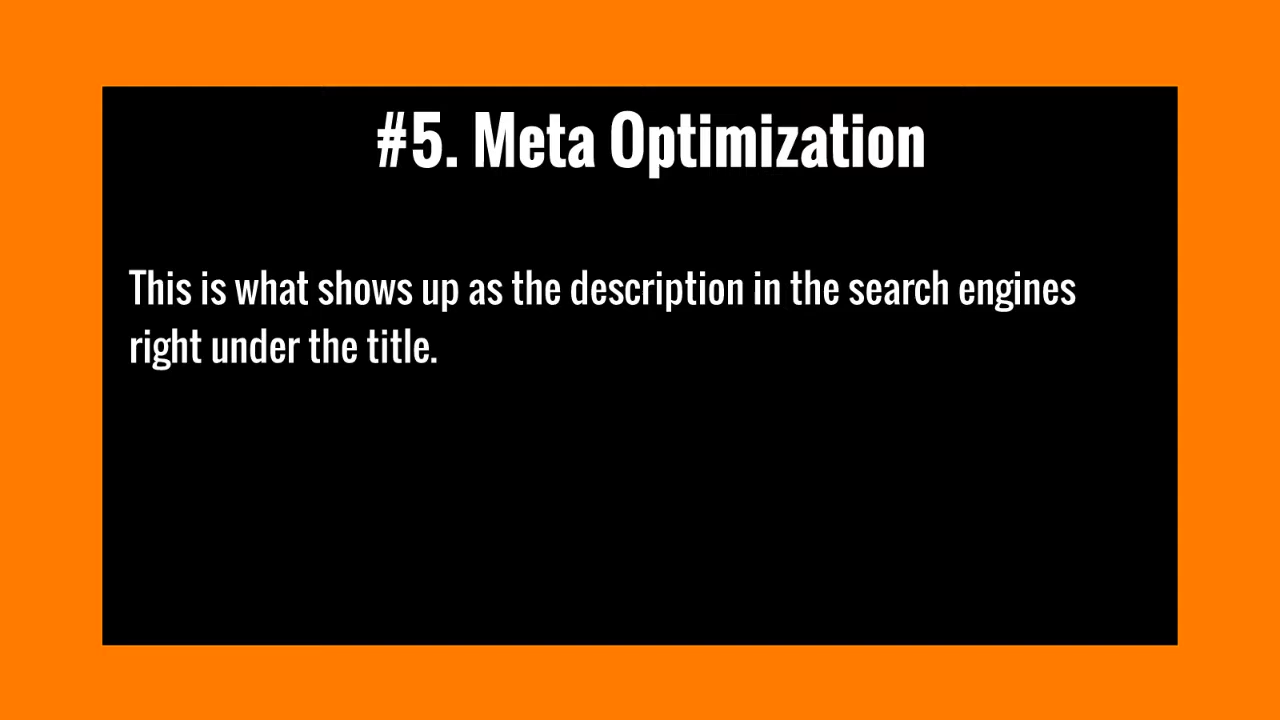 #5. Meta Optimization
This is what shows up as the description in the search engines
right under the title.